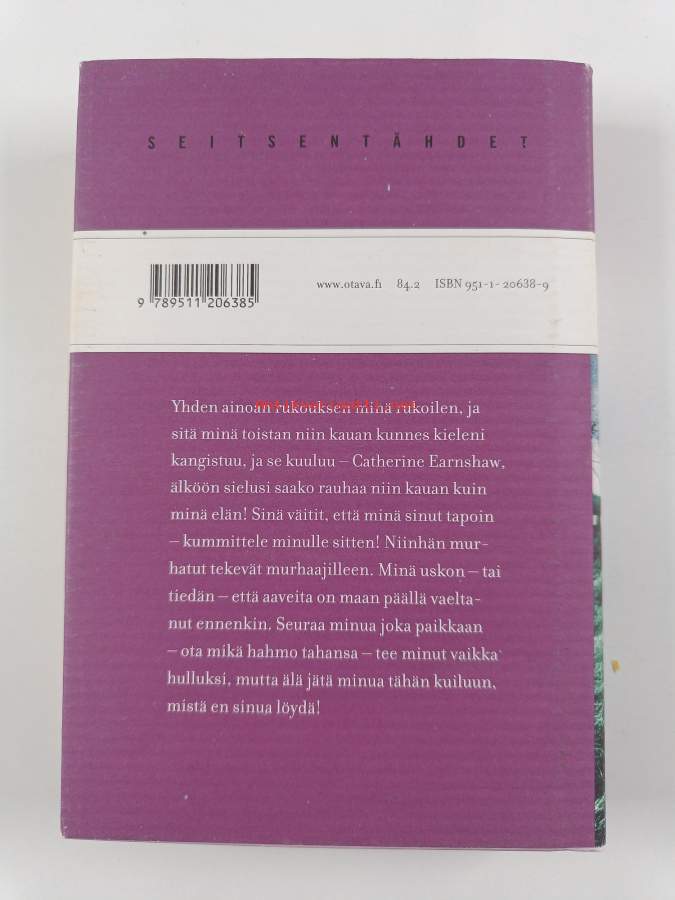 SEITSENTÄHDET
9 789511 206385
www.otava.fi 84.2 ISBN 951-1-20638-9
Yhden ainoan rukouksen minä rukoilen, ja
sitä minä toistan niin kauan kunnes kieleni
kangistuu, ja se kuuluu – Catherine Earnshaw,
älköön sielusi saako rauhaa niin kauan kuin
minä elän! Sinä väitit, että minä sinut tapoin
– kummittele minulle sitten! Niinhän mur-
hatut tekevät murhaajilleen. Minä uskon – tai
tiedän – että aaveita on maan päällä vaelta-
nut ennenkin. Seuraa minua joka paikkaan
– ota mikä hahmo tahansa – tee minut vaikka
hulluksi, mutta älä jätä minua tähän kuiluun,
mistä en sinua löydä!